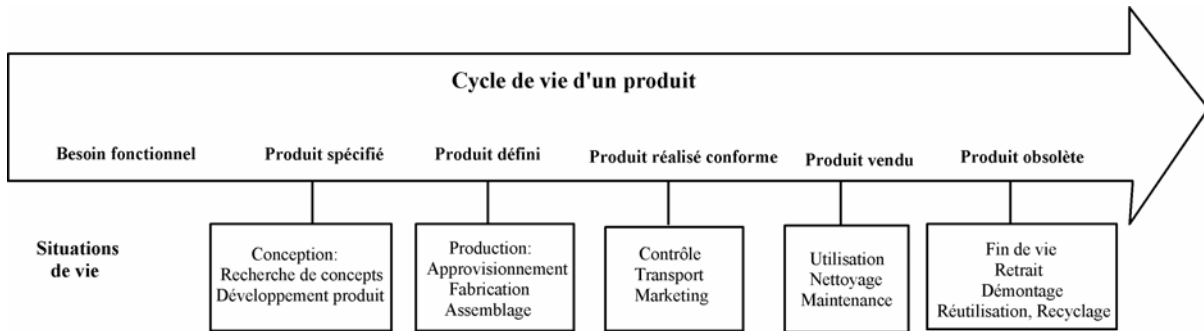 Cycle de vie d'un produit
Besoin fonctionnel
Produit spécifié
Produit défini
Produit réalisé conforme
Produit vendu
Produit obsolète
Situations
de vie
Conception:
Recherche de concepts
Développement produit
Production:
Approvisionnement
Fabrication
Assemblage
Contrôle
Transport
Marketing
Utilisation
Nettoyage
Maintenance
Fin de vie
Retrait
Démontage
Réutilisation, Recyclage